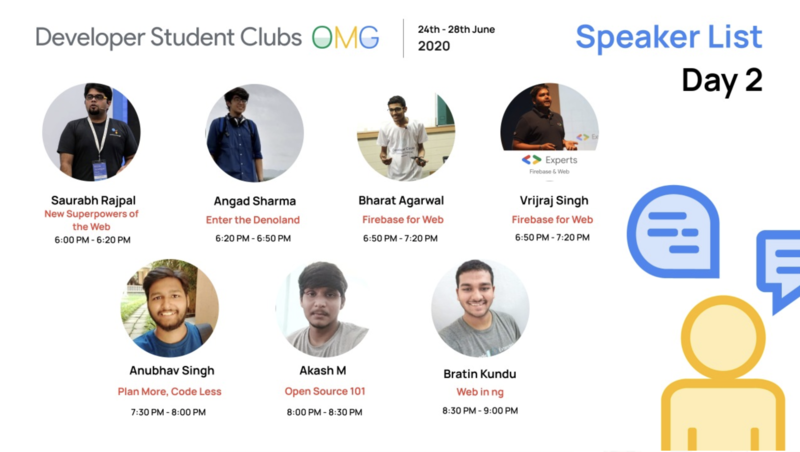 Developer Student Clubs OMG
24th - 28th June
2020
Speaker List
Day 2
Experts
Experts
Firebase & Web
Saurabh Rajpal
New Superpowers of
the Web
6:00 PM - 6:20 PM
Angad Sharma
Enter the Denoland
6:20 PM - 6:50 PM
Bharat Agarwal
Firebase for Web
6:50 PM - 7:20 PM
Vrijraj Singh
Firebase for Web
6:50 PM - 7:20 PM
Anubhav Singh
Plan More, Code Less
7:30 PM - 8:00 PM
Akash M
Open Source 101
8:00 PM - 8:30 PM
Bratin Kundu
Web in ng
8:30 PM - 9:00 PM